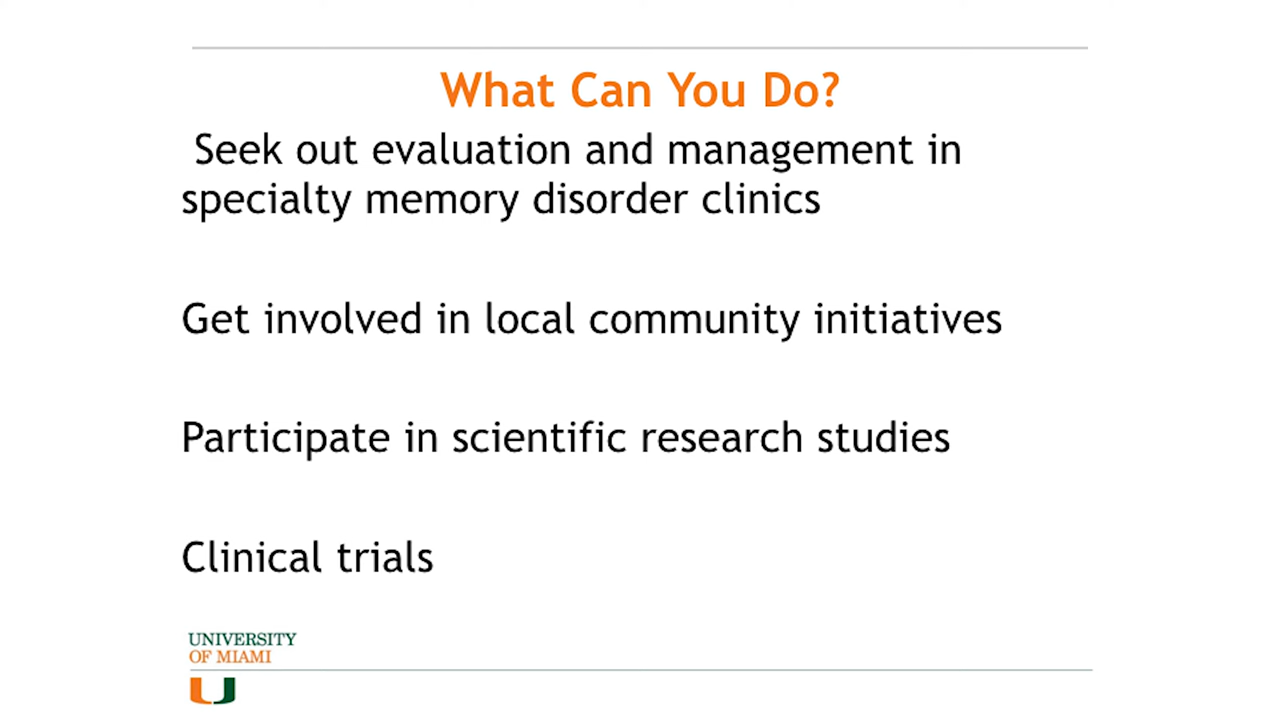 What Can You Do?
Seek out evaluation and management in
specialty memory disorder clinics
Get involved in local community initiatives
Participate in scientific research studies
Clinical trials
UNIVERSITY
OF MIAMI
U